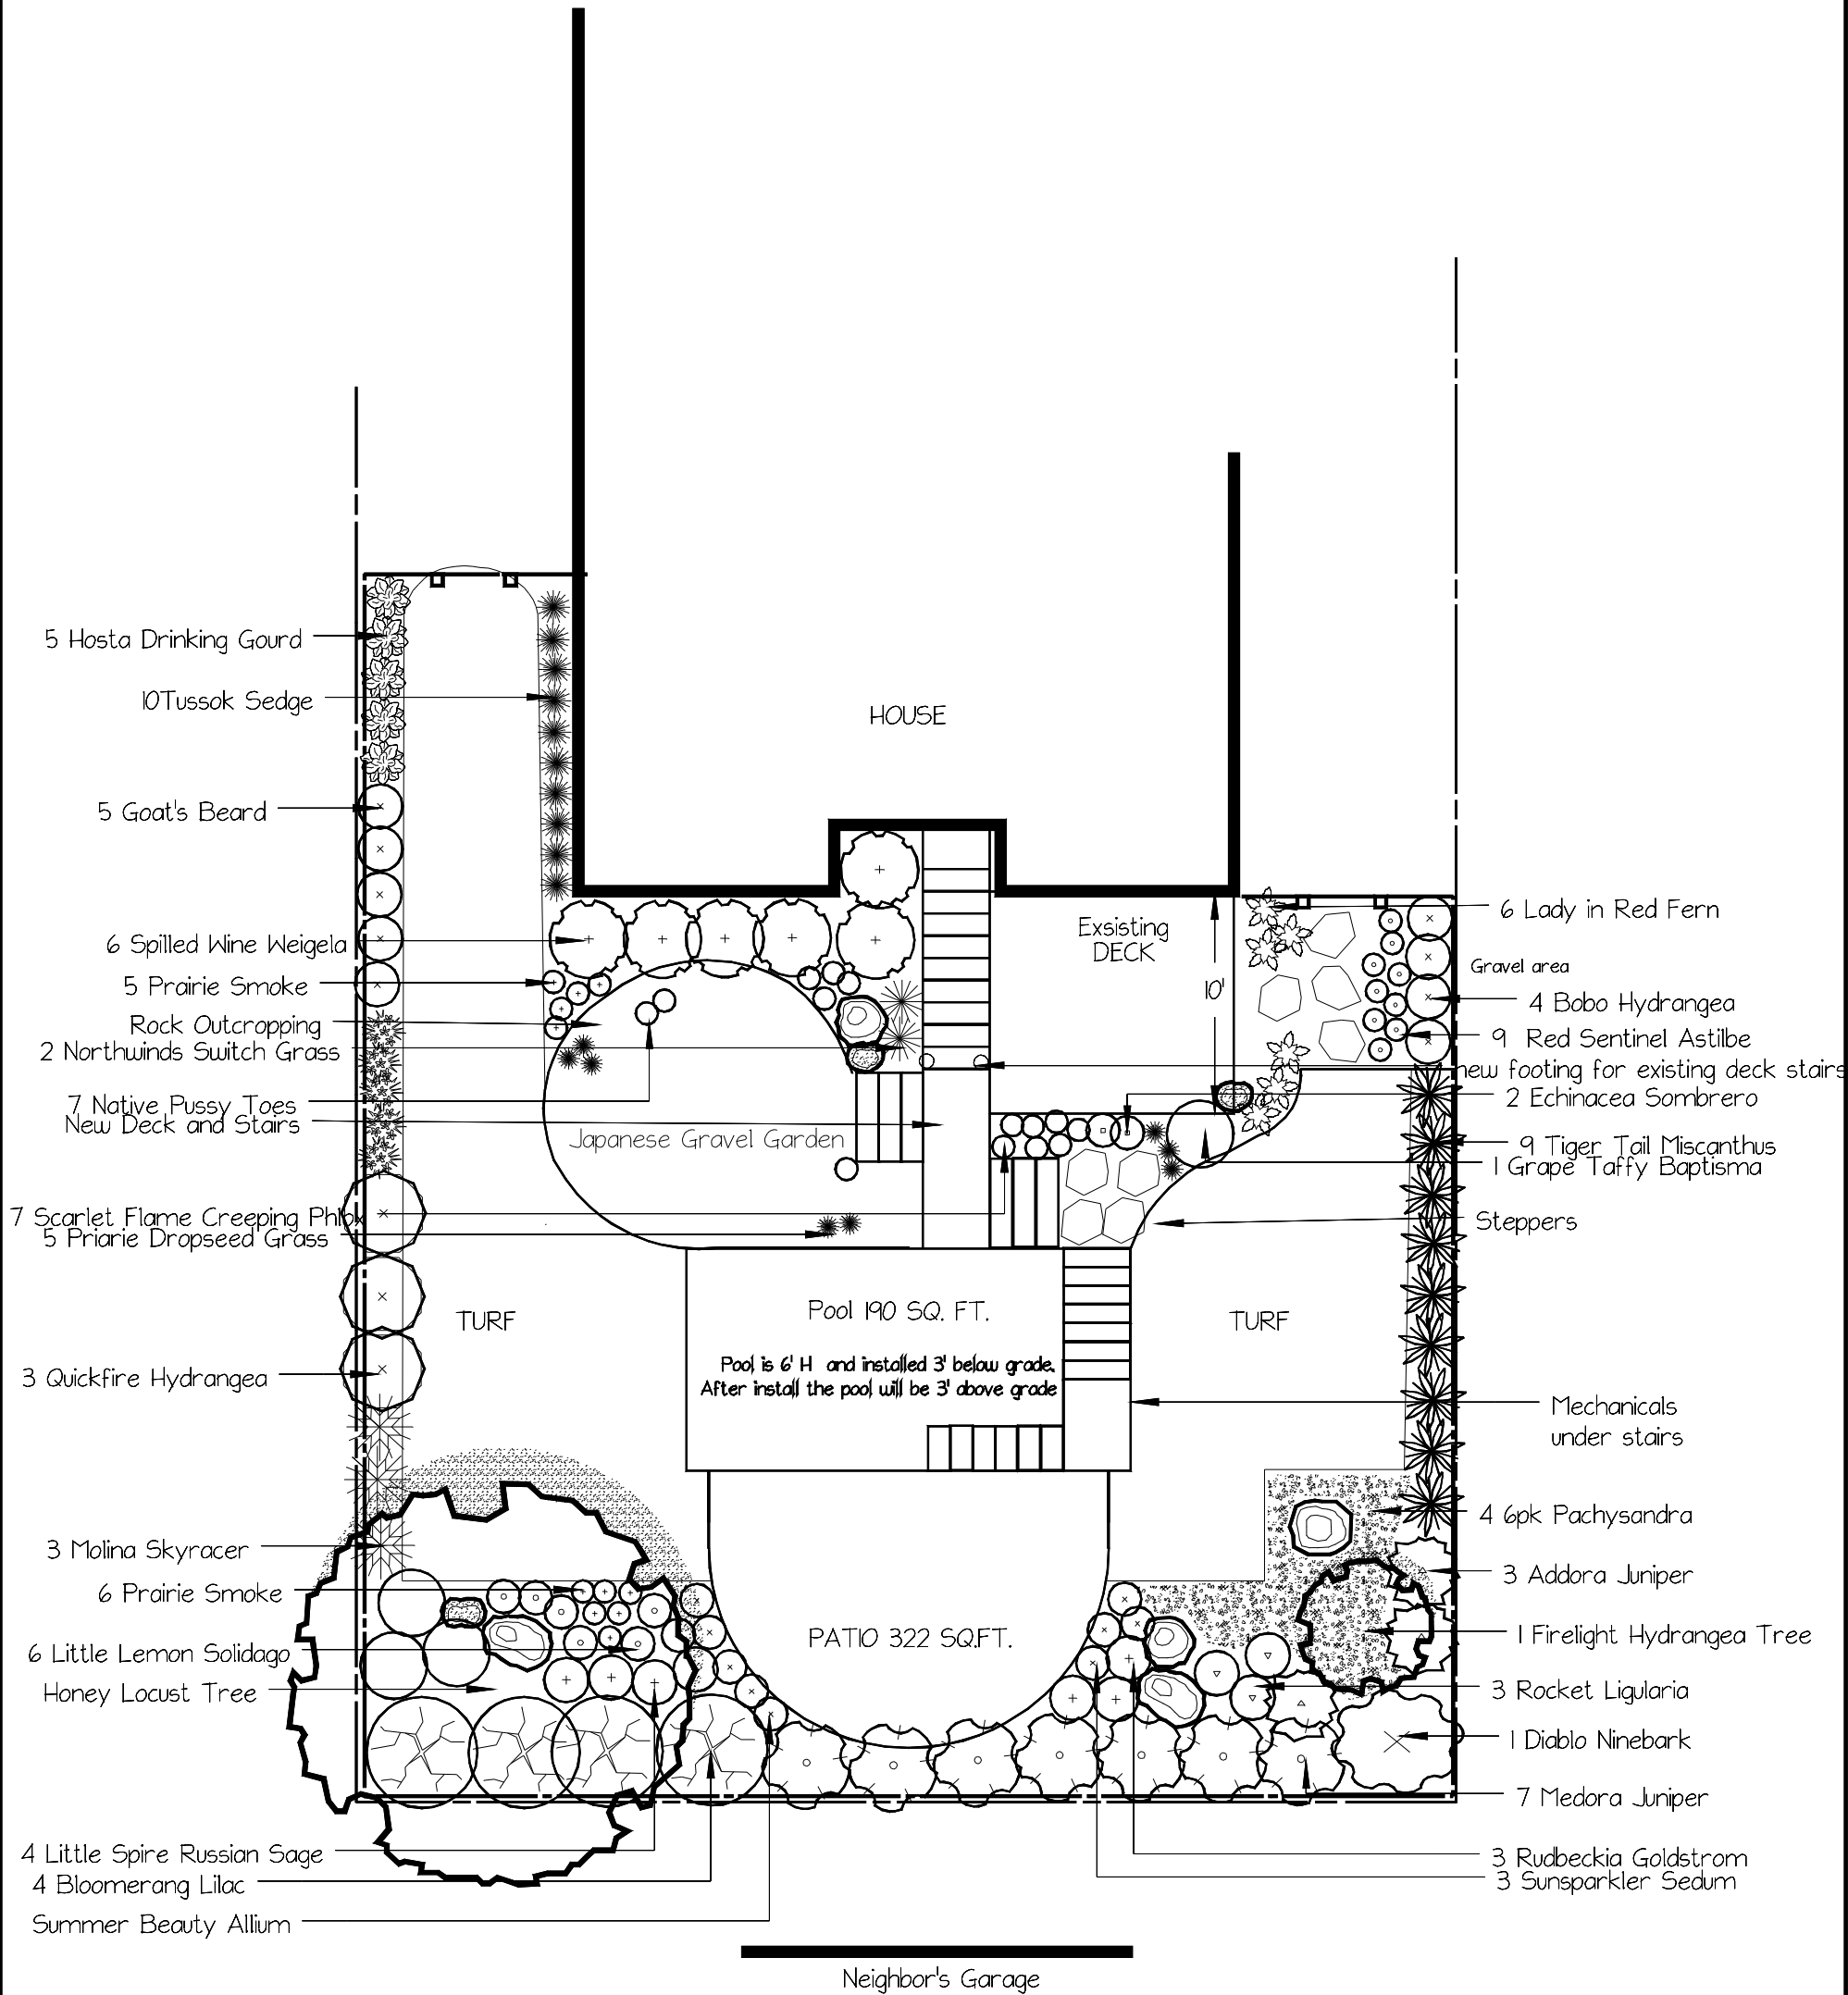 HOUSE
5 Hosta Drinking Gourd
10Tussok Sedge
5 Goat's Beard
6 Spilled Wine Weigela
5 Prairie Smoke
Rock Outcropping
2 Northwinds Switch Grass
7 Native Pussy Toes
New Deck and Stairs
7 Scarlet Flame Creeping Phlox
5 Priarie Dropseed Grass
3 Quickfire Hydrangea
3 Molina Skyracer
6 Prairie Smoke
6 Little Lemon Solidago
Honey Locust Tree
4 Little Spire Russian Sage
4 Bloomerang Lilac
Summer Beauty Allium
Exsisting
DECK
10'
Japanese Gravel Garden
TURF
Pool 190 SQ. FT.
Pool is 6' H and installed 3' below grade.
After install the pool will be 3' above grade
TURF
PATIO 322 SQ.FT.
6 Lady in Red Fern
Gravel area
4 Bobo Hydrangea
9 Red Sentinel Astilbe
new footing for existing deck stairs
2 Echinacea Sombrero
9 Tiger Tail Miscanthus
1 Grape Taffy Baptisma
Steppers
Mechanicals
under stairs
4 6pk Pachysandra
3 Addora Juniper
1 Firelight Hydrangea Tree
3 Rocket Ligularia
1 Diablo Ninebark
7 Medora Juniper
3 Rudbeckia Goldstrom
3 Sunsparkler Sedum
Neighbor's Garage